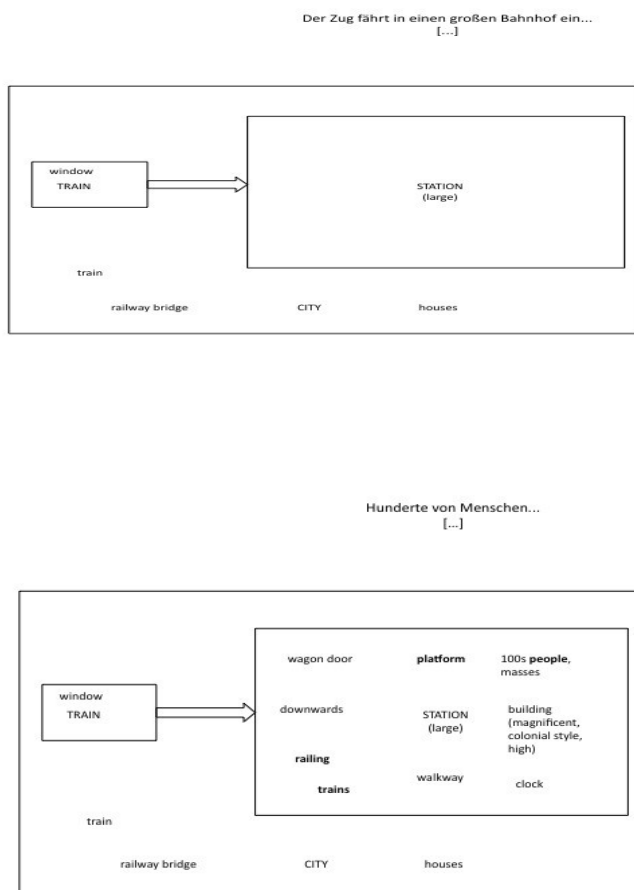 Der Zug fährt in einen großen Bahnhof ein...
[...]
window
TRAIN
STATION
(large)
train
railway bridge
CITY
houses
Hunderte von Menschen...
[...]
wagon door
platform
100s people,
masses
window
TRAIN
downwards
STATION
(large)
building
(magnificent,
colonial style,
high)
railing
trains
walkway
clock
train
railway bridge
CITY
houses